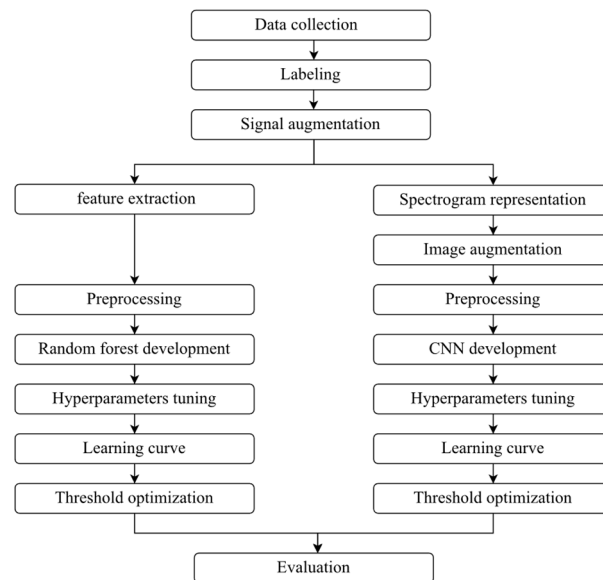 Data collection
Labeling
Signal augmentation
feature extraction
Spectrogram representation
Image augmentation
Preprocessing
Preprocessing
Random forest development
CNN development
Hyperparameters tuning
Hyperparameters tuning
Learning curve
Learning curve
Threshold optimization
Threshold optimization
Evaluation